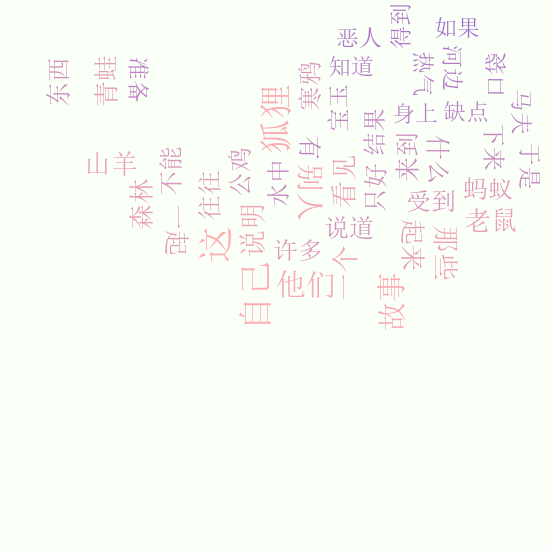 得到
如果
恶人
知道
热气
河边
袋口
东西
青蛙
准备
寒鸦
宝玉
狐狸
身上
缺点
马夫
结果
下来
于是
山羊
不能
公鸡
有
来到
什么
水中
别人
看见
只好
森林
一
往往
受到
蚂蚁
老鼠
起
这
说明
说道
许多
一个
起来
那些
自己
他们
故事